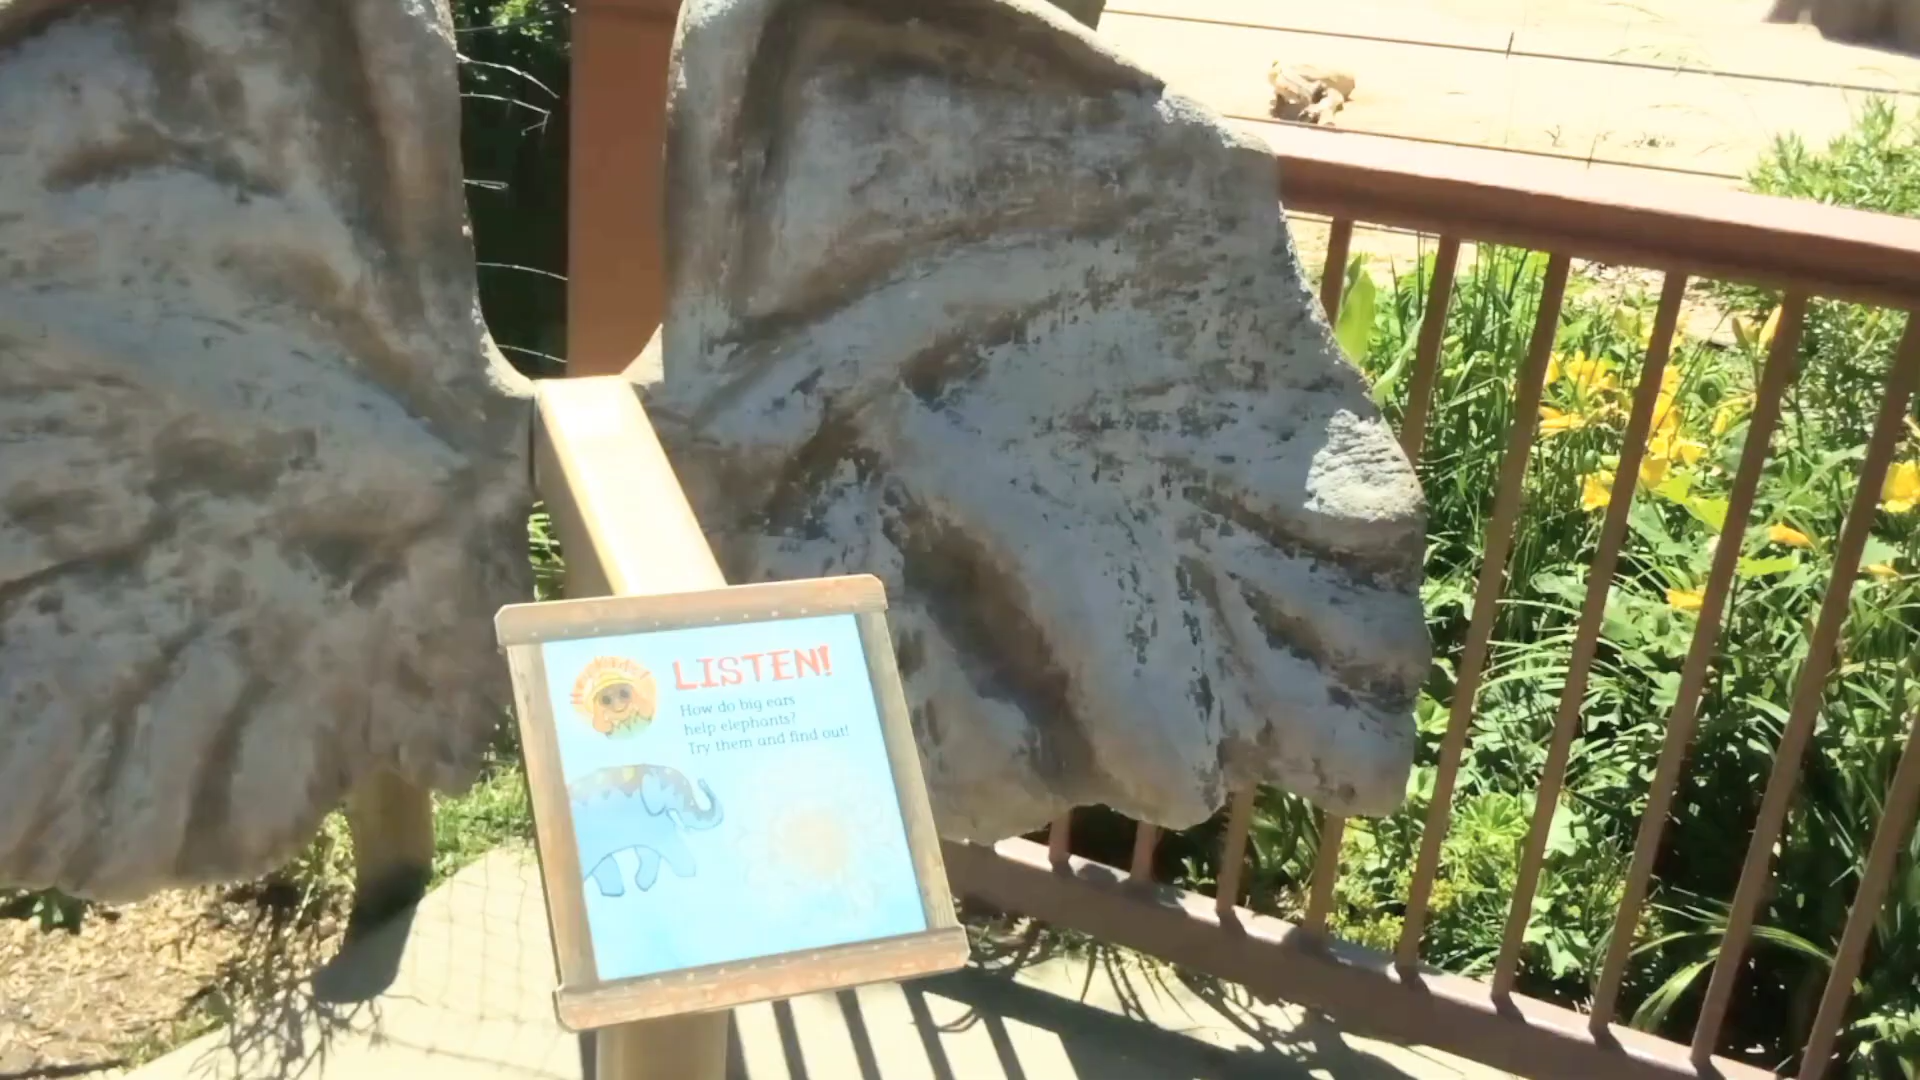 LISTEN!
How do big ears
help elephants?
Try them and find out!